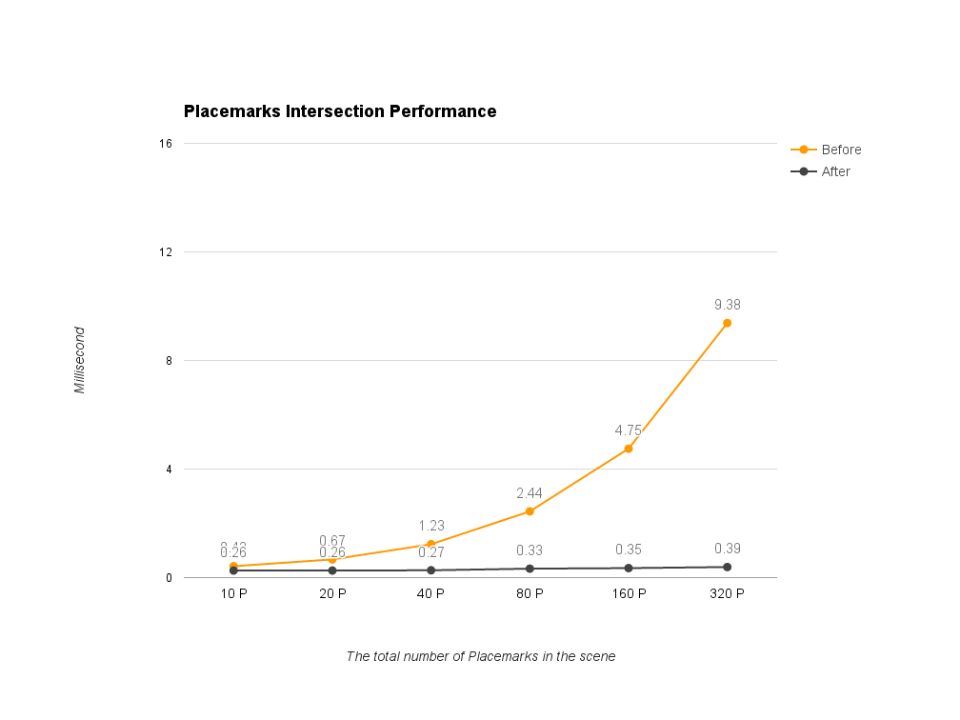 Placemarks Intersection Performance
16
Before
After
12
9.38
8
Millisecond
4.75
4
2.44
1.23
0.67
0.26
0.26
0.27
0.33
0.35
0.39
0
10 P
20 P
40 P
80 P
160 P
320 P
The total number of Placemarks in the scene